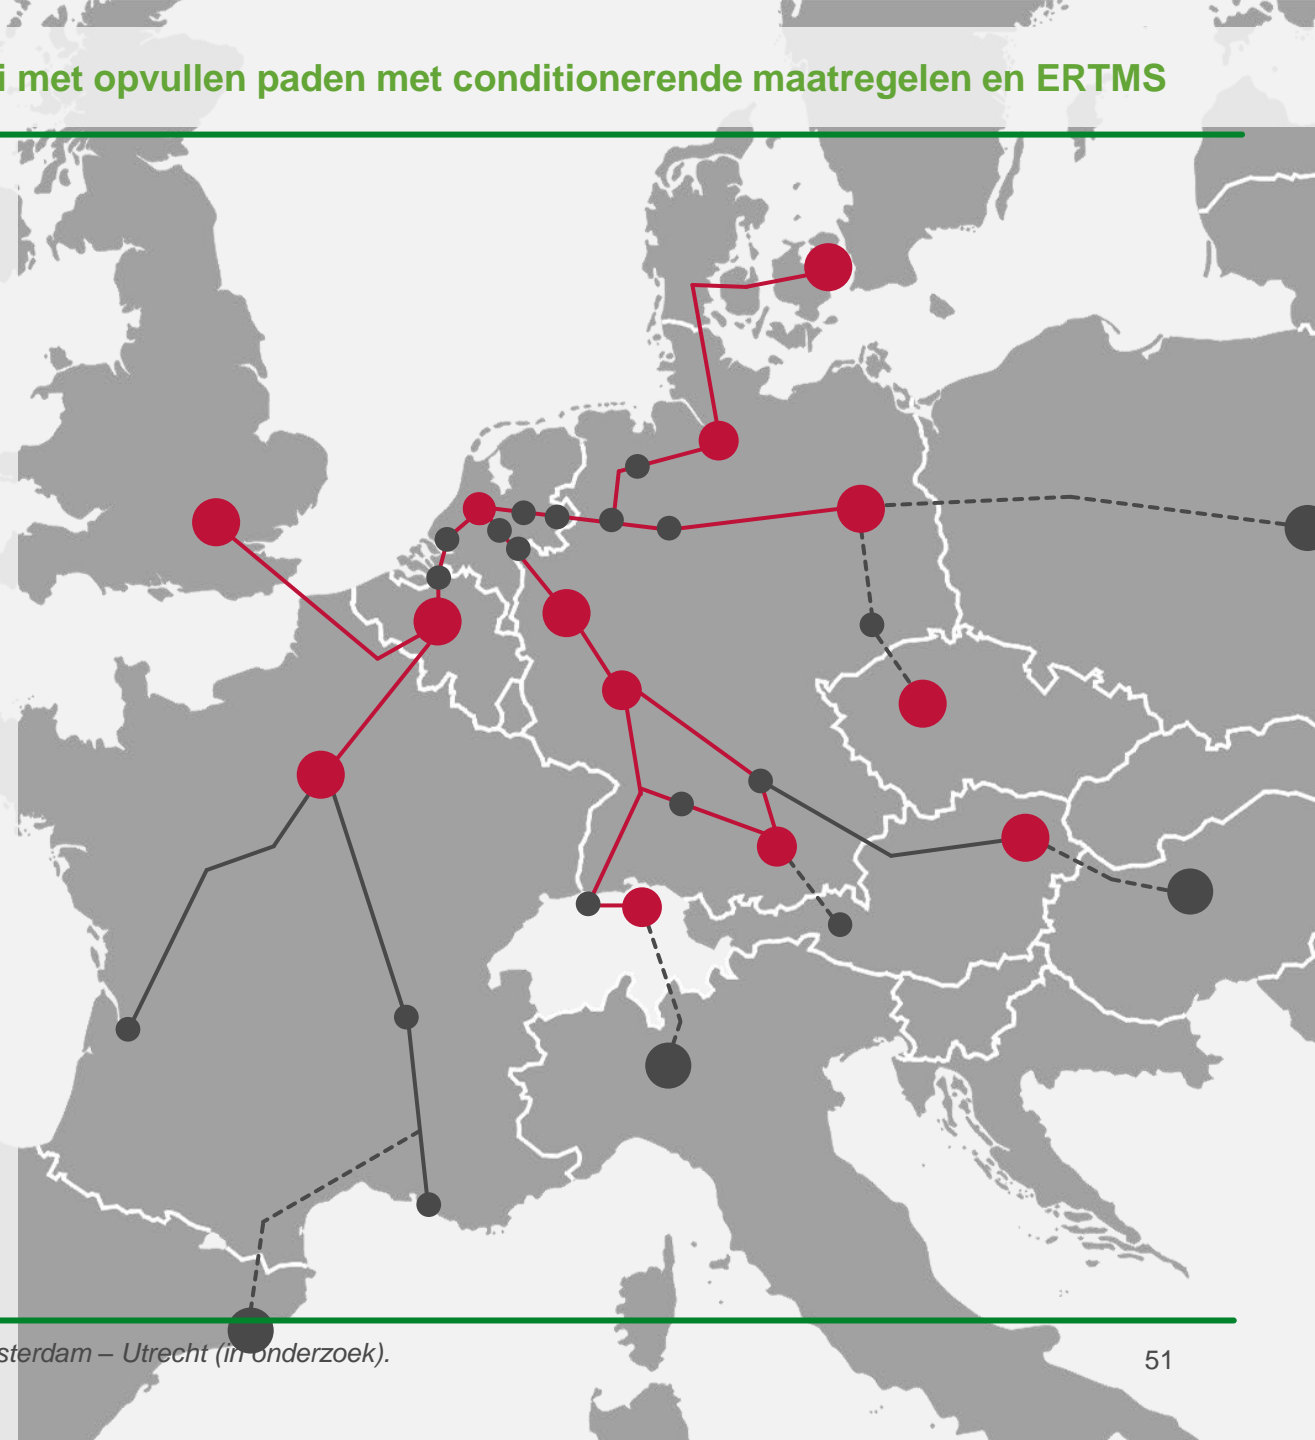 i met opvullen paden met conditionerende maatregelen en ERTMS
sterdam – Utrecht (in onderzoek).
51